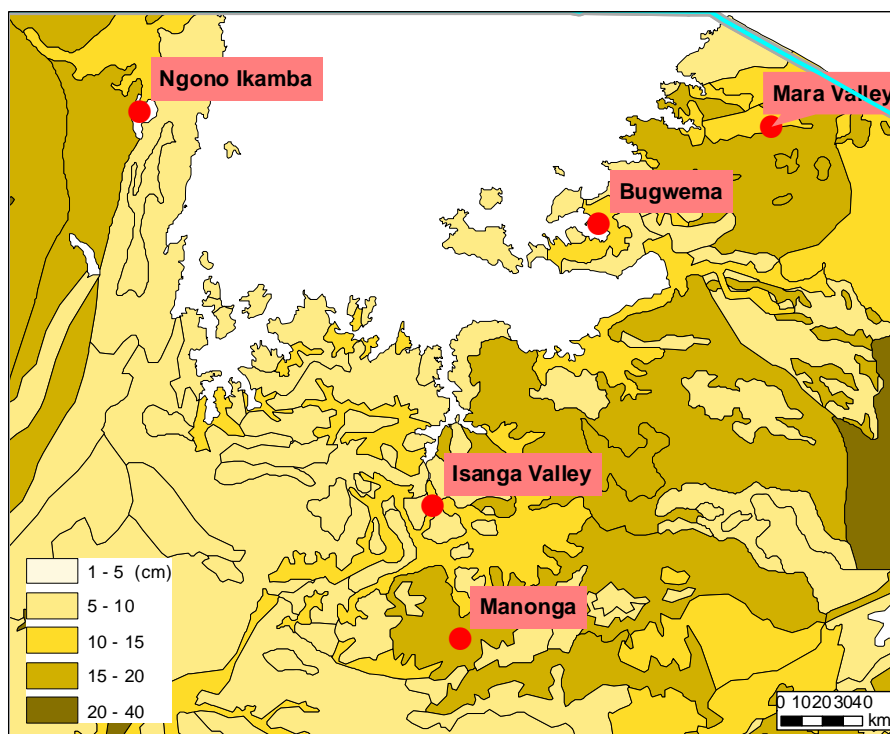 Ngono Ikamba
Mara Valley
Bugwema
Isanga Valley
Manonga
1 - 5 (cm)
5 - 10
10 - 15
15 - 20
20 - 40
0 10 20 30 40
km